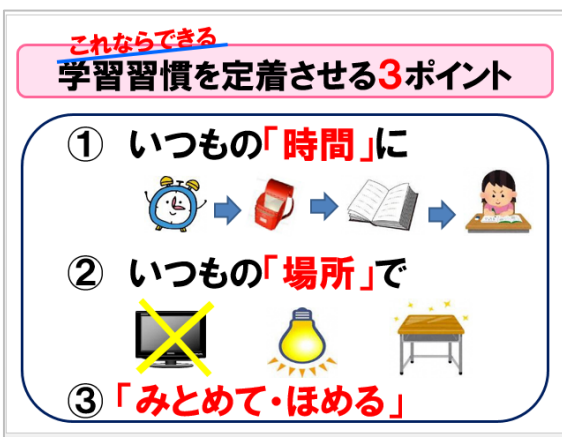 これならできる
学習習慣を定着させる3ポイント
① いつもの「時間」に
② いつもの「場所」で
③「みとめて・ほめる」